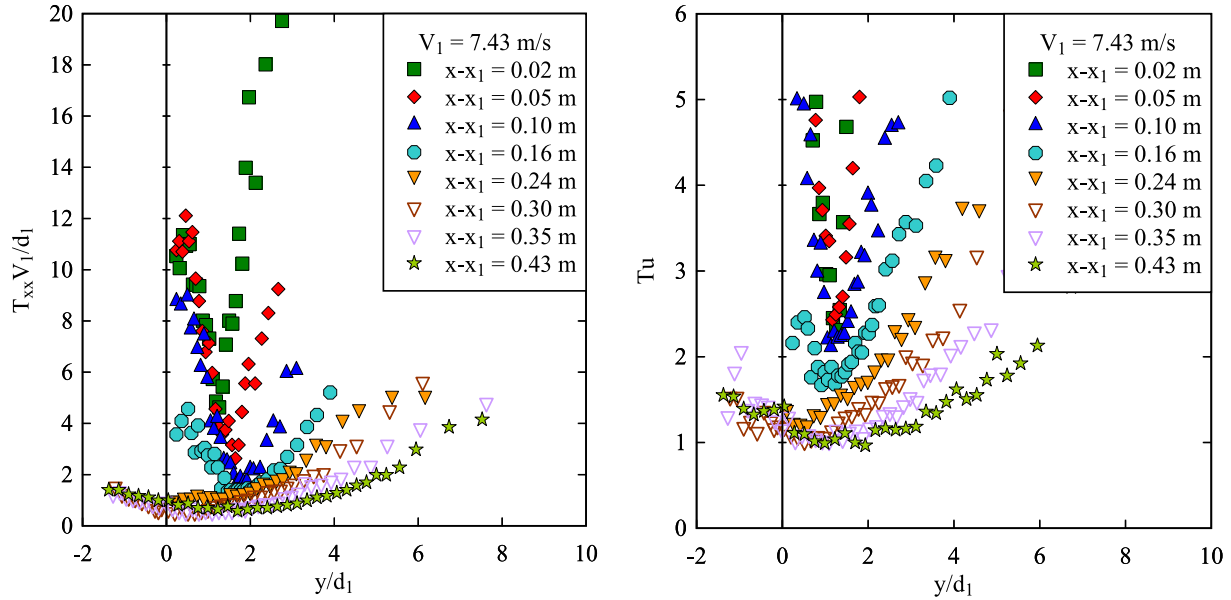 20
18
16
14
12
10
8
6
4
2
0
-2
0
2
4
6
8
10
T_xx V_1/d_1
y/d_1
V_1 = 7.43 m/s
x-x_1 = 0.02 m
x-x_1 = 0.05 m
x-x_1 = 0.10 m
x-x_1 = 0.16 m
x-x_1 = 0.24 m
x-x_1 = 0.30 m
x-x_1 = 0.35 m
x-x_1 = 0.43 m
6
5
4
3
2
1
0
-2
0
2
4
6
8
10
Tu
y/d_1
V_1 = 7.43 m/s
x-x_1 = 0.02 m
x-x_1 = 0.05 m
x-x_1 = 0.10 m
x-x_1 = 0.16 m
x-x_1 = 0.24 m
x-x_1 = 0.30 m
x-x_1 = 0.35 m
x-x_1 = 0.43 m